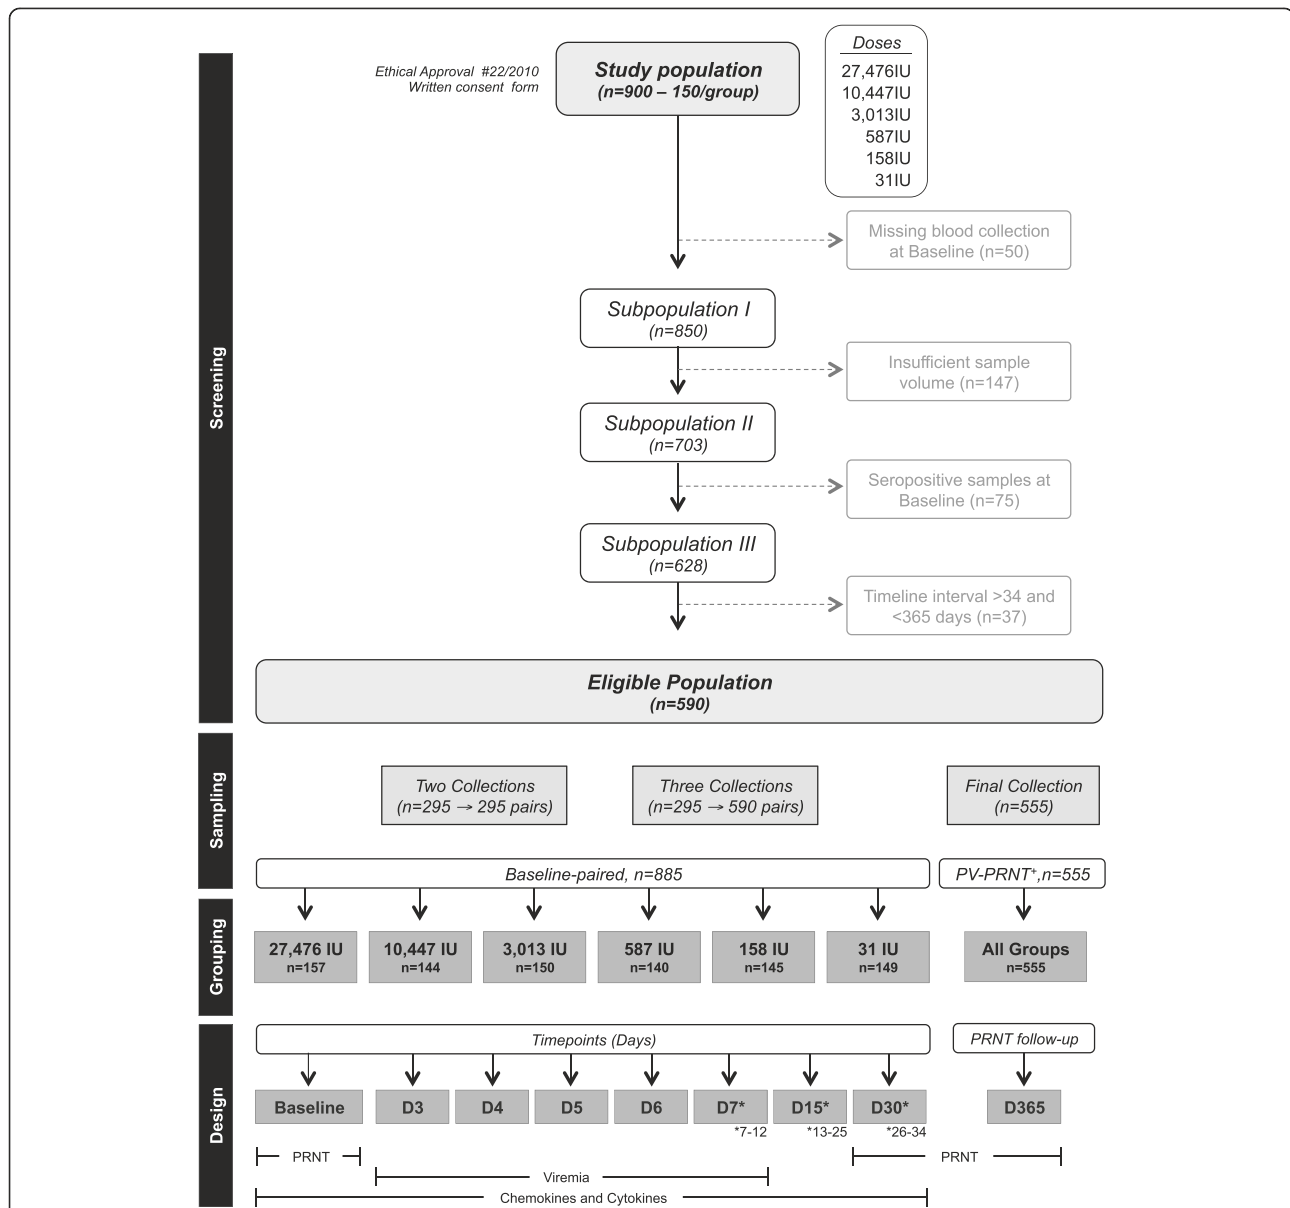 Ethical Approval #22/2010
Written consent form
Study population
(n=900 – 150/group)
Doses
27,476IU
10,447IU
3,013IU
587IU
158IU
31IU
Missing blood collection
at Baseline (n=50)
Subpopulation I
(n=850)
Insufficient sample
volume (n=147)
Subpopulation II
(n=703)
Seropositive samples at
Baseline (n=75)
Subpopulation III
(n=628)
Timeline interval >34 and
<365 days (n=37)
Screening
Eligible Population
(n=590)
Sampling
Two Collections
(n=295 → 295 pairs)
Three Collections
(n=295 → 590 pairs)
Final Collection
(n=555)
Baseline-paired, n=885
PV-PRNT⁺,n=555
Grouping
27,476 IU
n=157
10,447 IU
n=144
3,013 IU
n=150
587 IU
n=140
158 IU
n=145
31 IU
n=149
All Groups
n=555
Design
Timepoints (Days)
PRNT follow-up
Baseline
D3
D4
D5
D6
D7*
D15*
D30*
D365
*7-12
*13-25
*26-34
PRNT
PRNT
Viremia
Chemokines and Cytokines